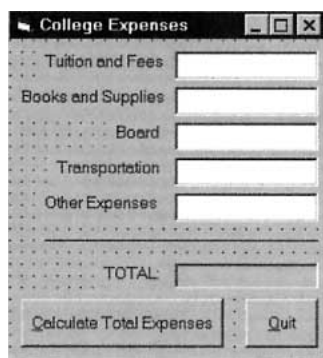 College Expenses
Tuition and Fees
Books and Supplies
Board
Transportation
Other Expenses
TOTAL:
Calculate Total Expenses Quit